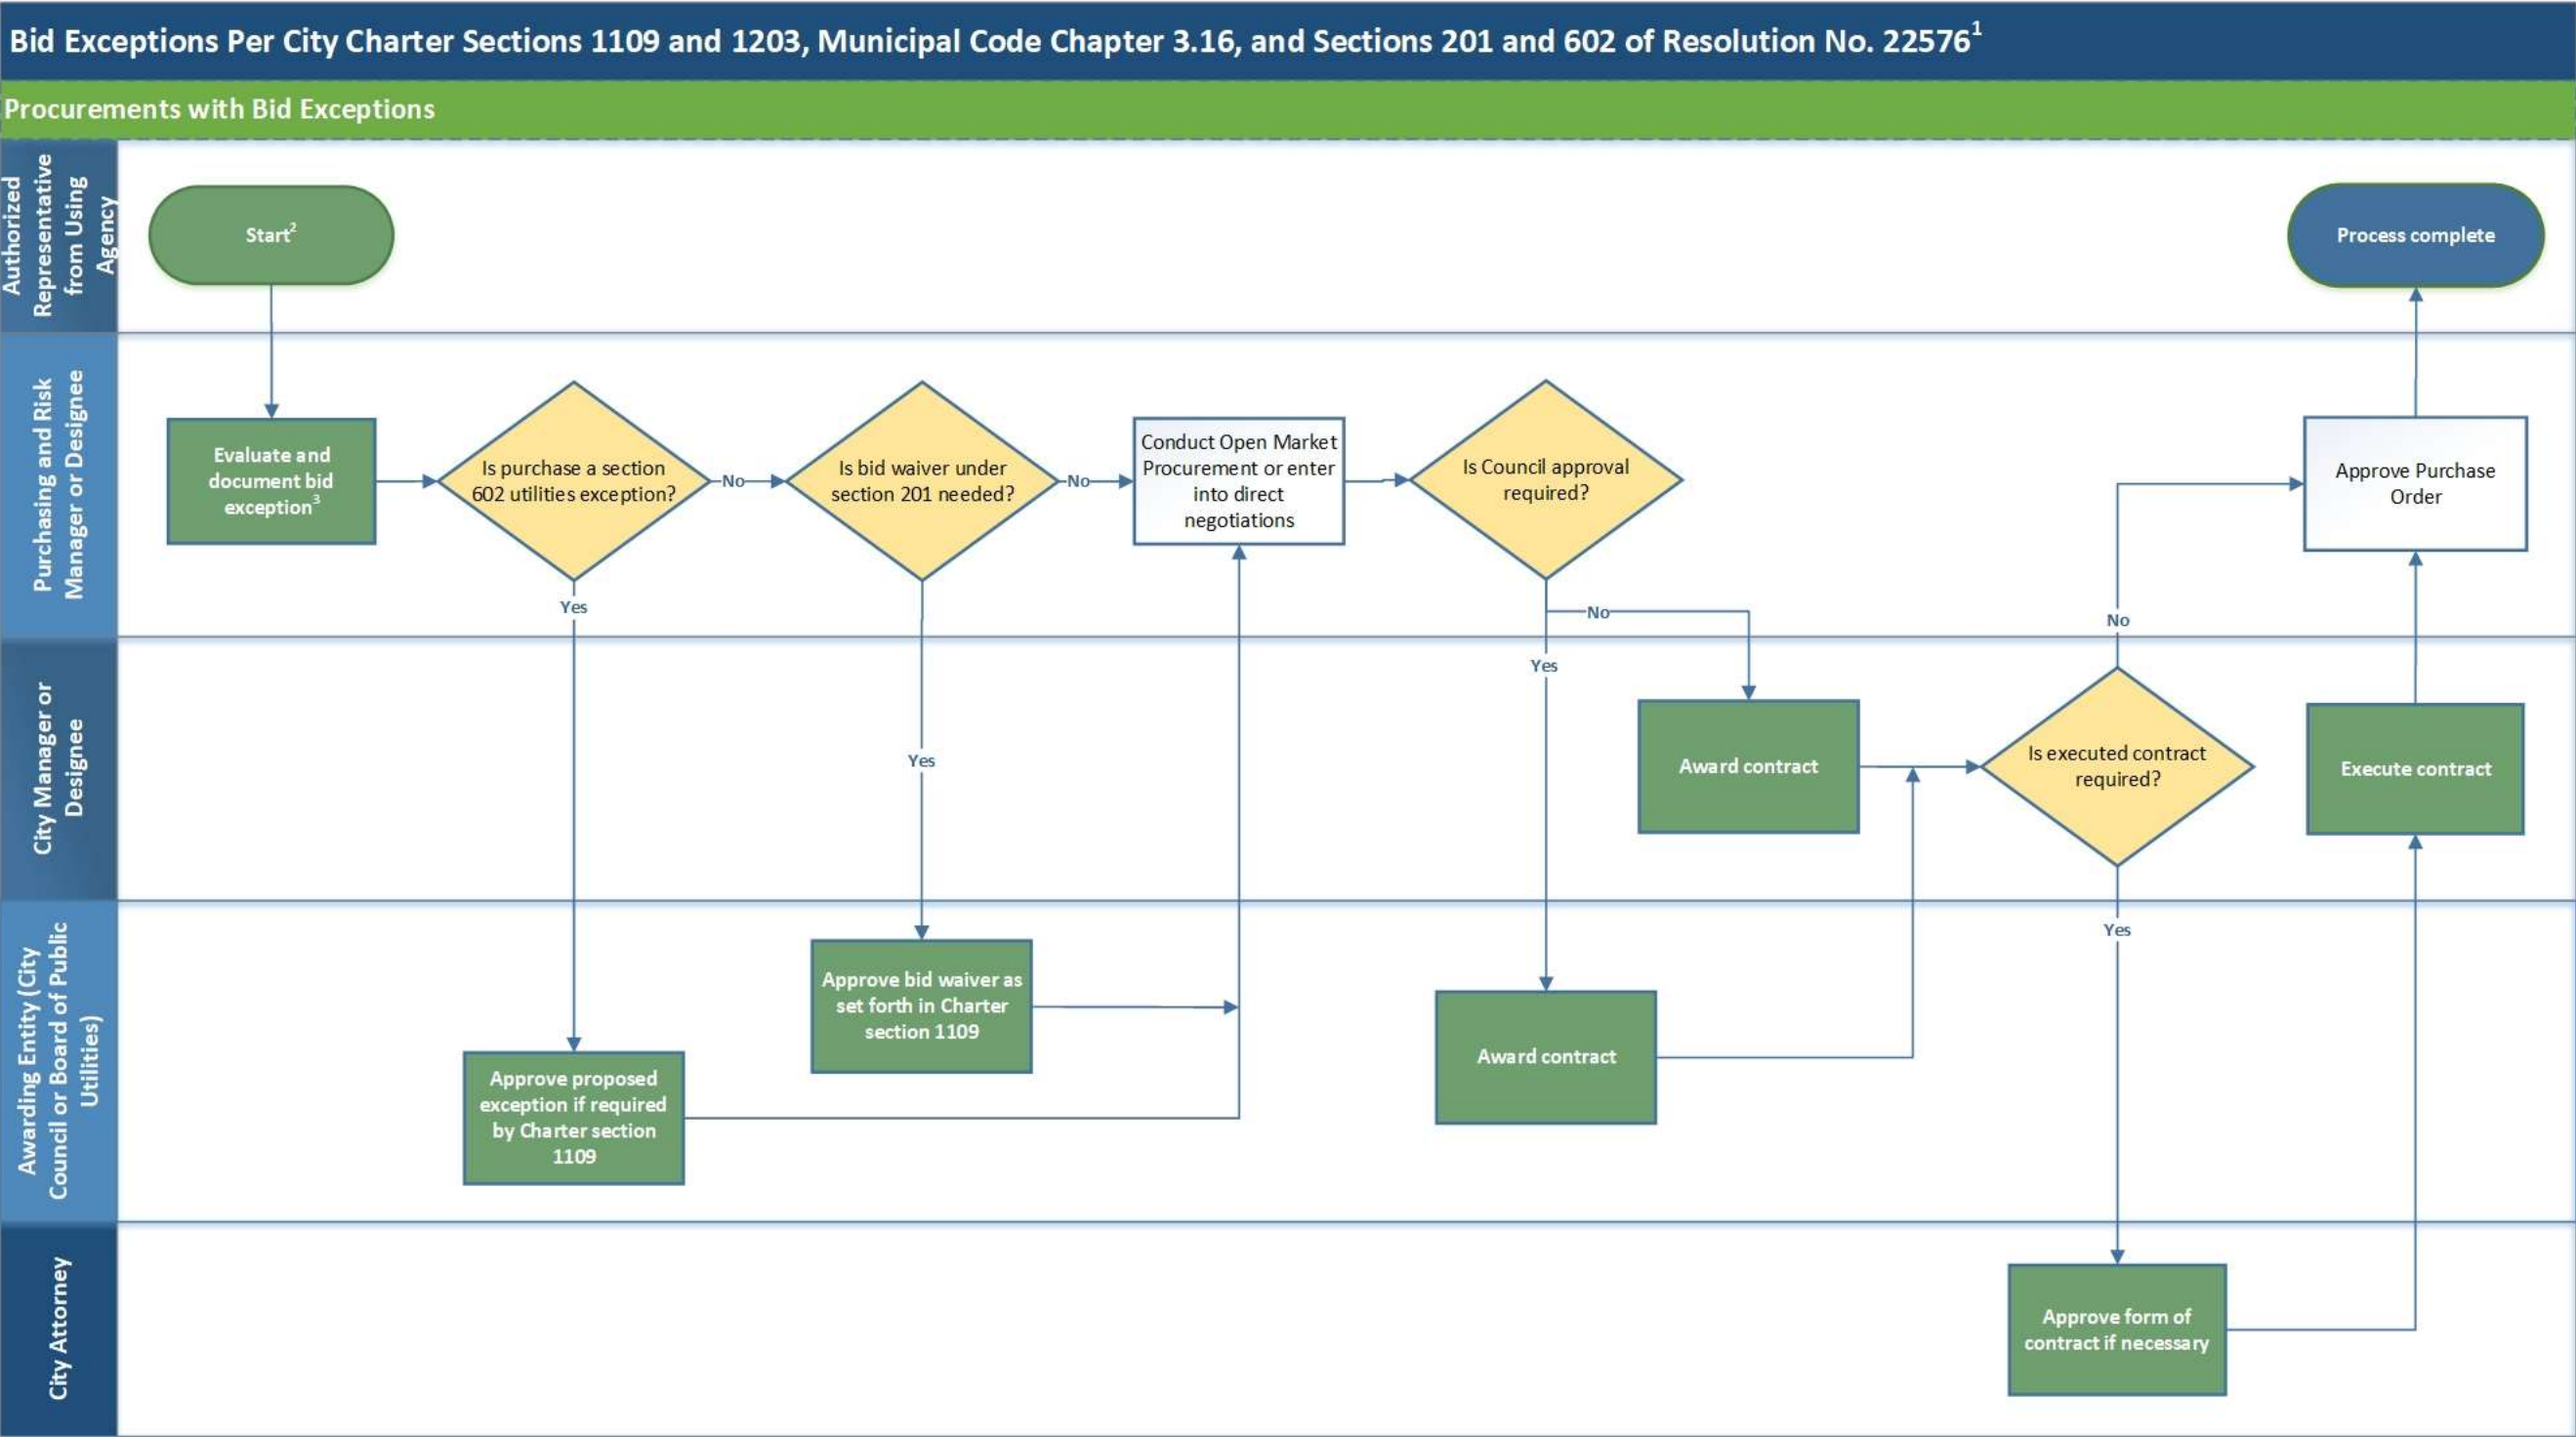 Bid Exceptions Per City Charter Sections 1109 and 1203, Municipal Code Chapter 3.16, and Sections 201 and 602 of Resolution No. 22576¹
Procurements with Bid Exceptions
Authorized
Representative
from Using
Agency
Start²
Process complete
Purchasing and Risk
Manager or Designee
Evaluate and
document bid
exception³
Is purchase a section
602 utilities exception?
No
Is bid waiver under
section 201 needed?
No
Conduct Open Market
Procurement or enter
into direct
negotiations
Is Council approval
required?
Approve Purchase
Order
Yes
No
No
City Manager or
Designee
Yes
Yes
Award contract
Is executed contract
required?
Execute contract
Awarding Entity (City
Council or Board of Public
Utilities)
Yes
Approve bid waiver as
set forth in Charter
section 1109
Award contract
Approve proposed
exception if required
by Charter section
1109
City Attorney
Approve form of
contract if necessary